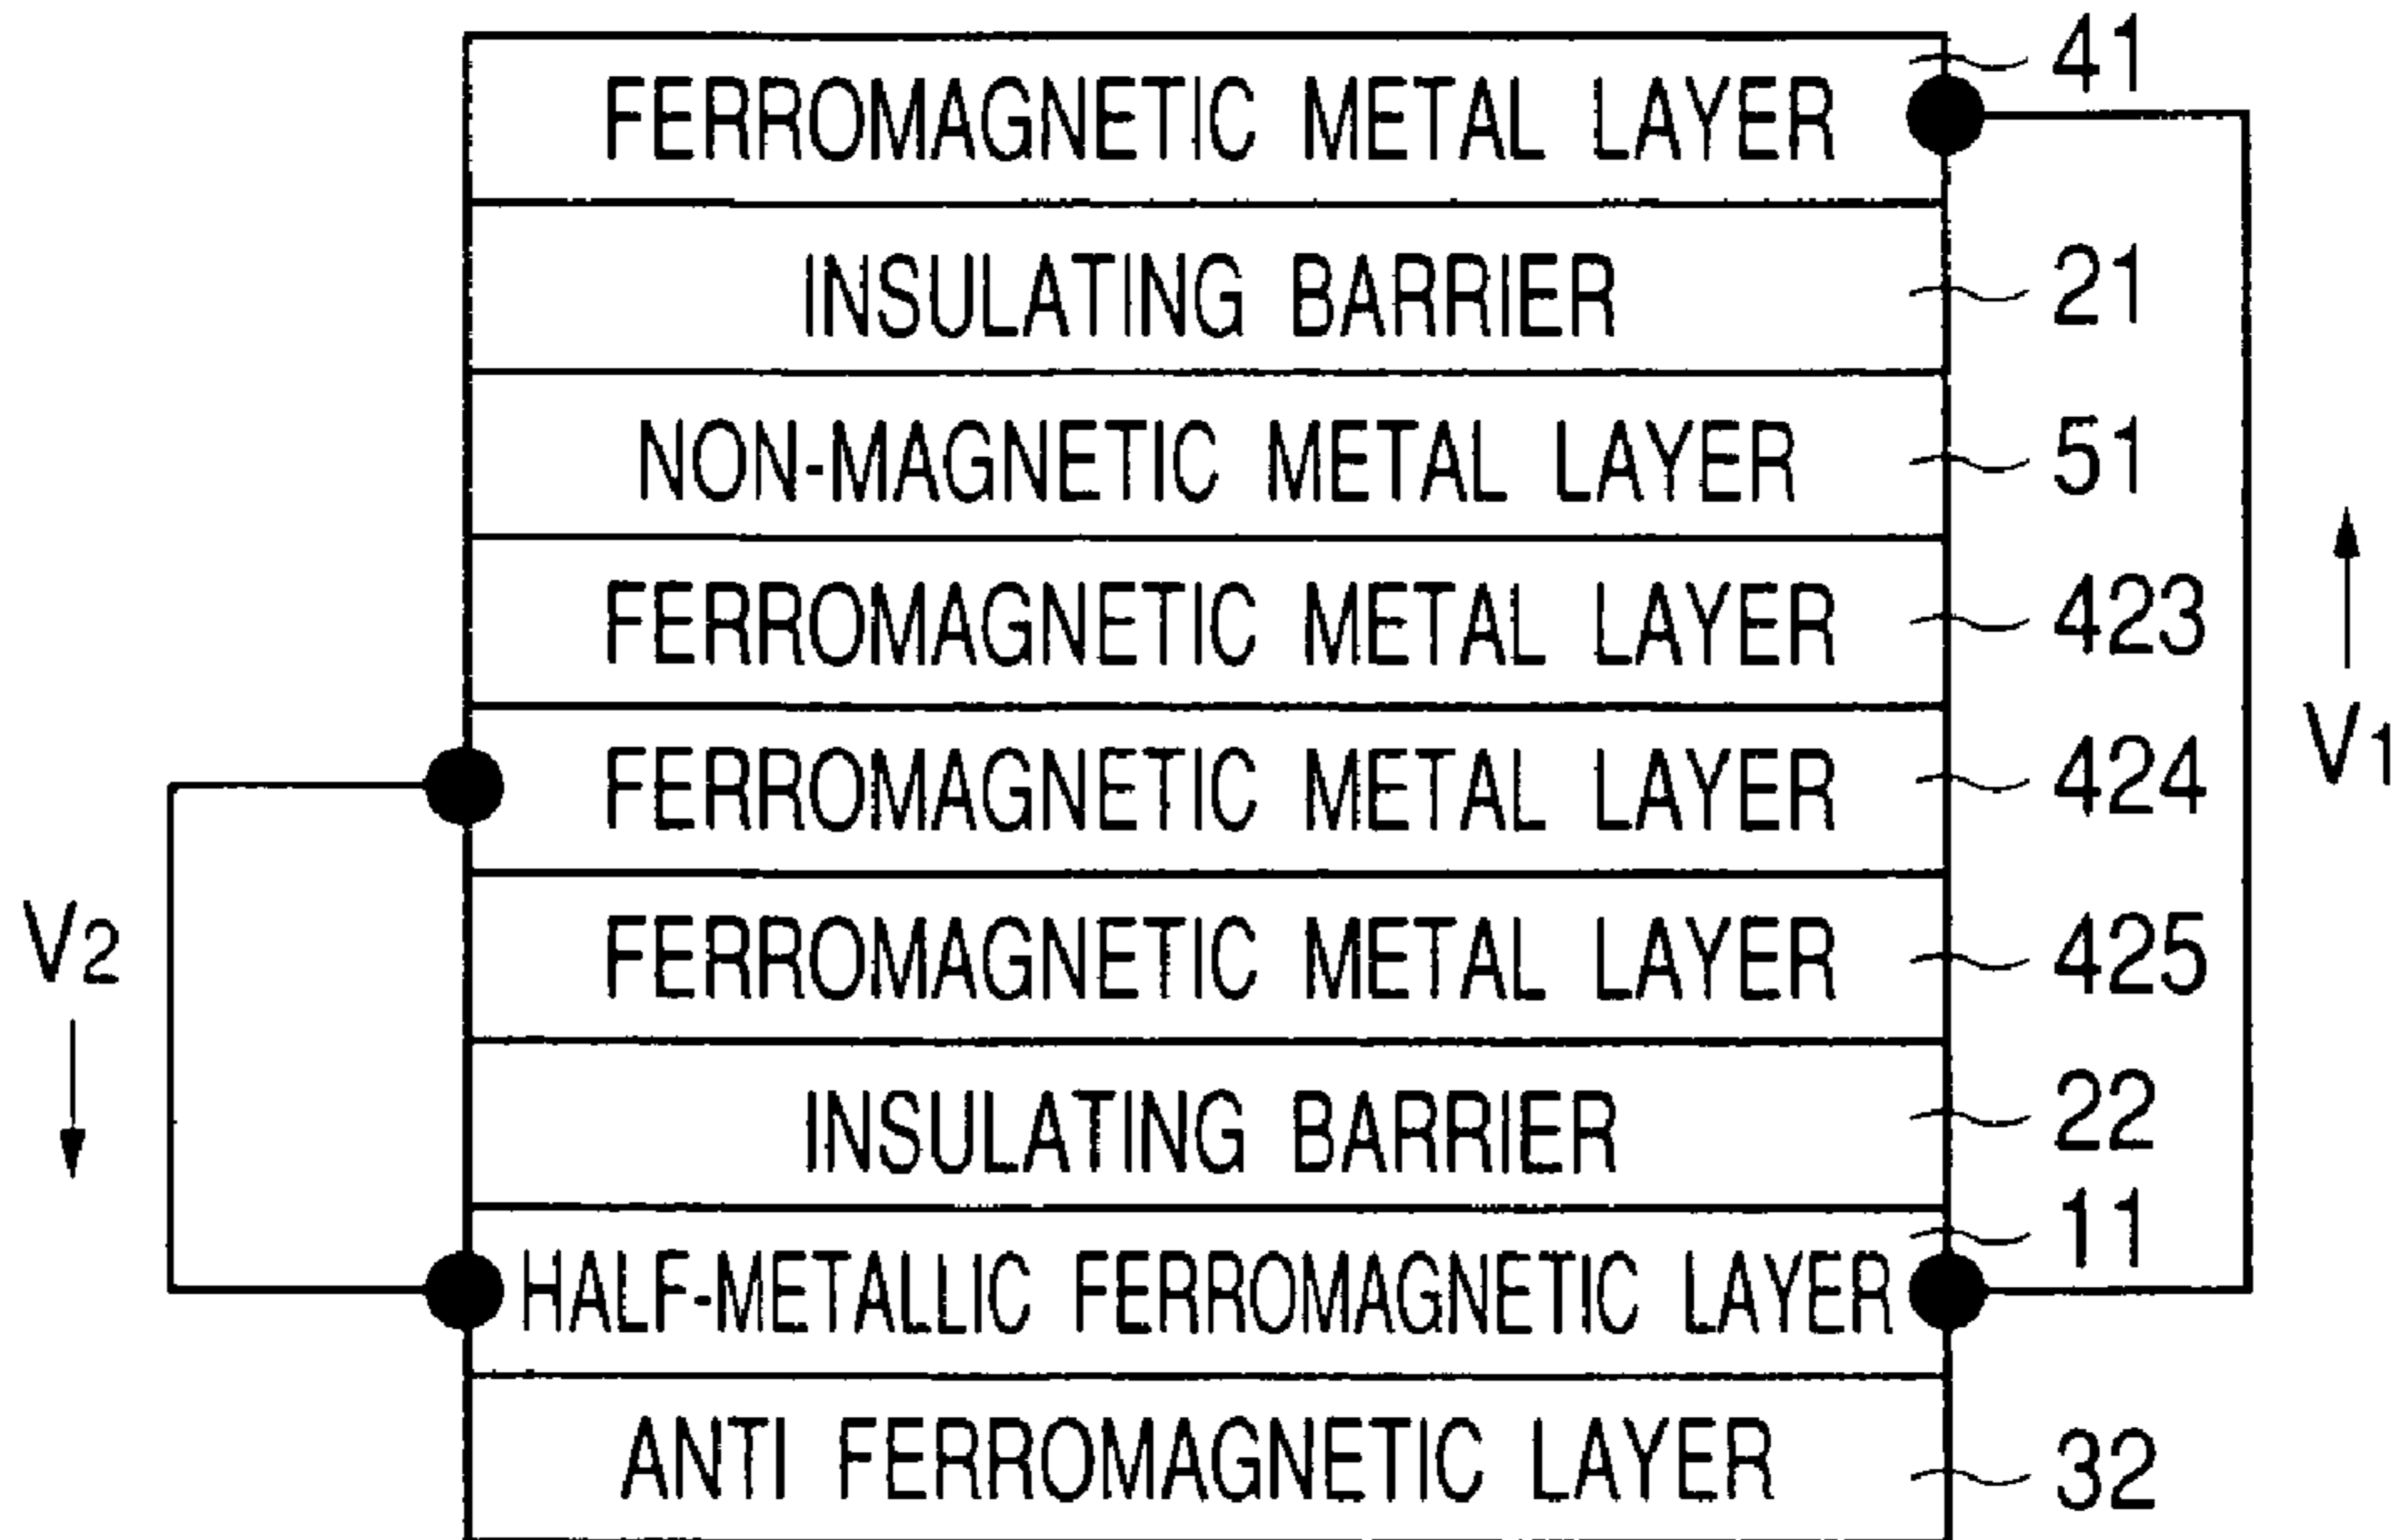 FERROMAGNETIC METAL LAYER 41
INSULATING BARRIER 21
NON-MAGNETIC METAL LAYER 51
FERROMAGNETIC METAL LAYER 423
FERROMAGNETIC METAL LAYER 424
V1
FERROMAGNETIC METAL LAYER 425
V2
INSULATING BARRIER 22
HALF-METALLIC FERROMAGNETIC LAYER 11
ANTI FERROMAGNETIC LAYER 32